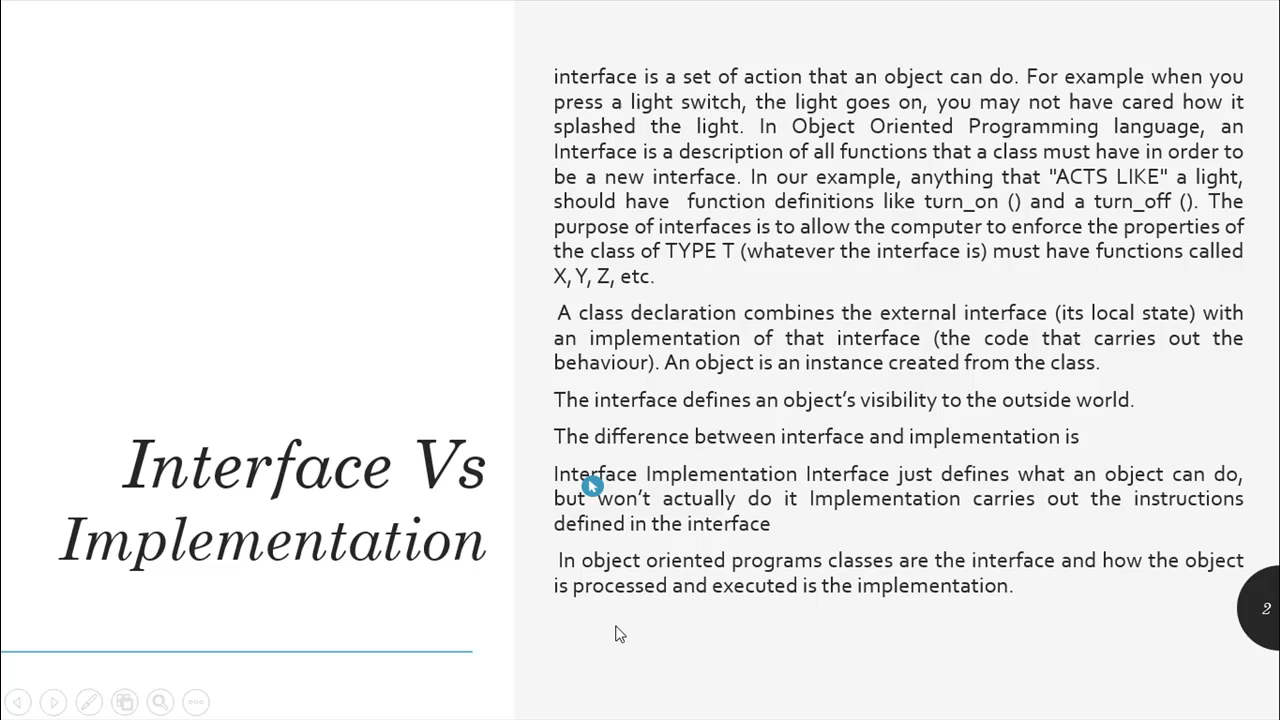 Interface Vs
Implementation
interface is a set of action that an object can do. For example when you
press a light switch, the light goes on, you may not have cared how it
splashed the light. In Object Oriented Programming language, an
Interface is a description of all functions that a class must have in order to
be a new interface. In our example, anything that "ACTS LIKE" a light,
should have function definitions like turn_on () and a turn_off (). The
purpose of interfaces is to allow the computer to enforce the properties of
the class of TYPE T (whatever the interface is) must have functions called
X, Y, Z, etc.
A class declaration combines the external interface (its local state) with
an implementation of that interface (the code that carries out the
behaviour). An object is an instance created from the class.
The interface defines an object’s visibility to the outside world.
The difference between interface and implementation is
Interface Implementation Interface just defines what an object can do,
but won’t actually do it Implementation carries out the instructions
defined in the interface
In object oriented programs classes are the interface and how the object
is processed and executed is the implementation.
2